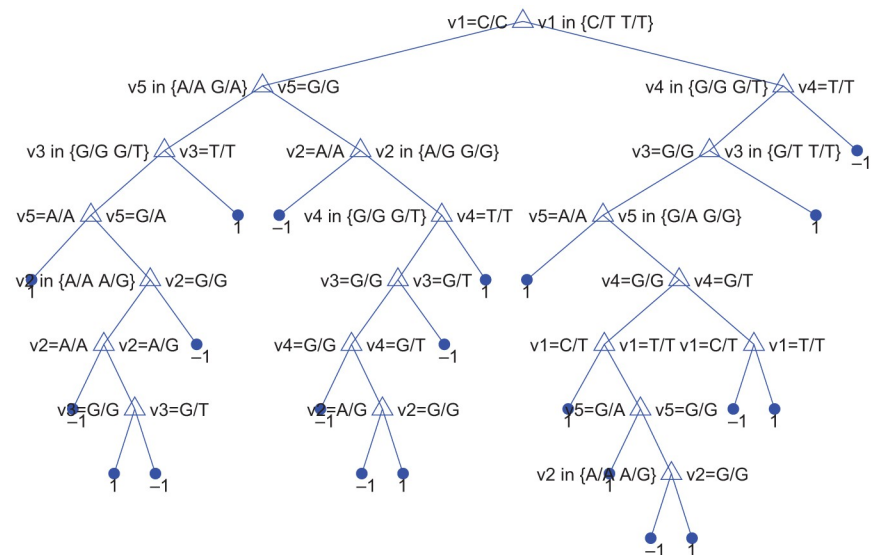 v1=C/C v1 in {C/T T/T}
v5 in {A/A G/A} v5=G/G v4 in {G/G G/T} v4=T/T
v3 in {G/G G/T} v3=T/T v2=A/A v2 in {A/G G/G} v3=G/G v3 in {G/T T/T} −1
v5=A/A v5=G/A 1 −1 v4 in {G/G G/T} v4=T/T v5=A/A v5 in {G/A G/G} 1
1 v2 in {A/A A/G} v2=G/G v3=G/G v3=G/T 1 1 v4=G/G v4=G/T
v2=A/A v2=A/G −1 v4=G/G v4=G/T −1 v1=C/T v1=T/T v1=C/T v1=T/T
−1 v3=G/G v3=G/T −1 v2=A/G v2=G/G 1 v5=G/A v5=G/G −1 1
1 −1 −1 1 1 v2 in {A/A A/G} v2=G/G
−1 1